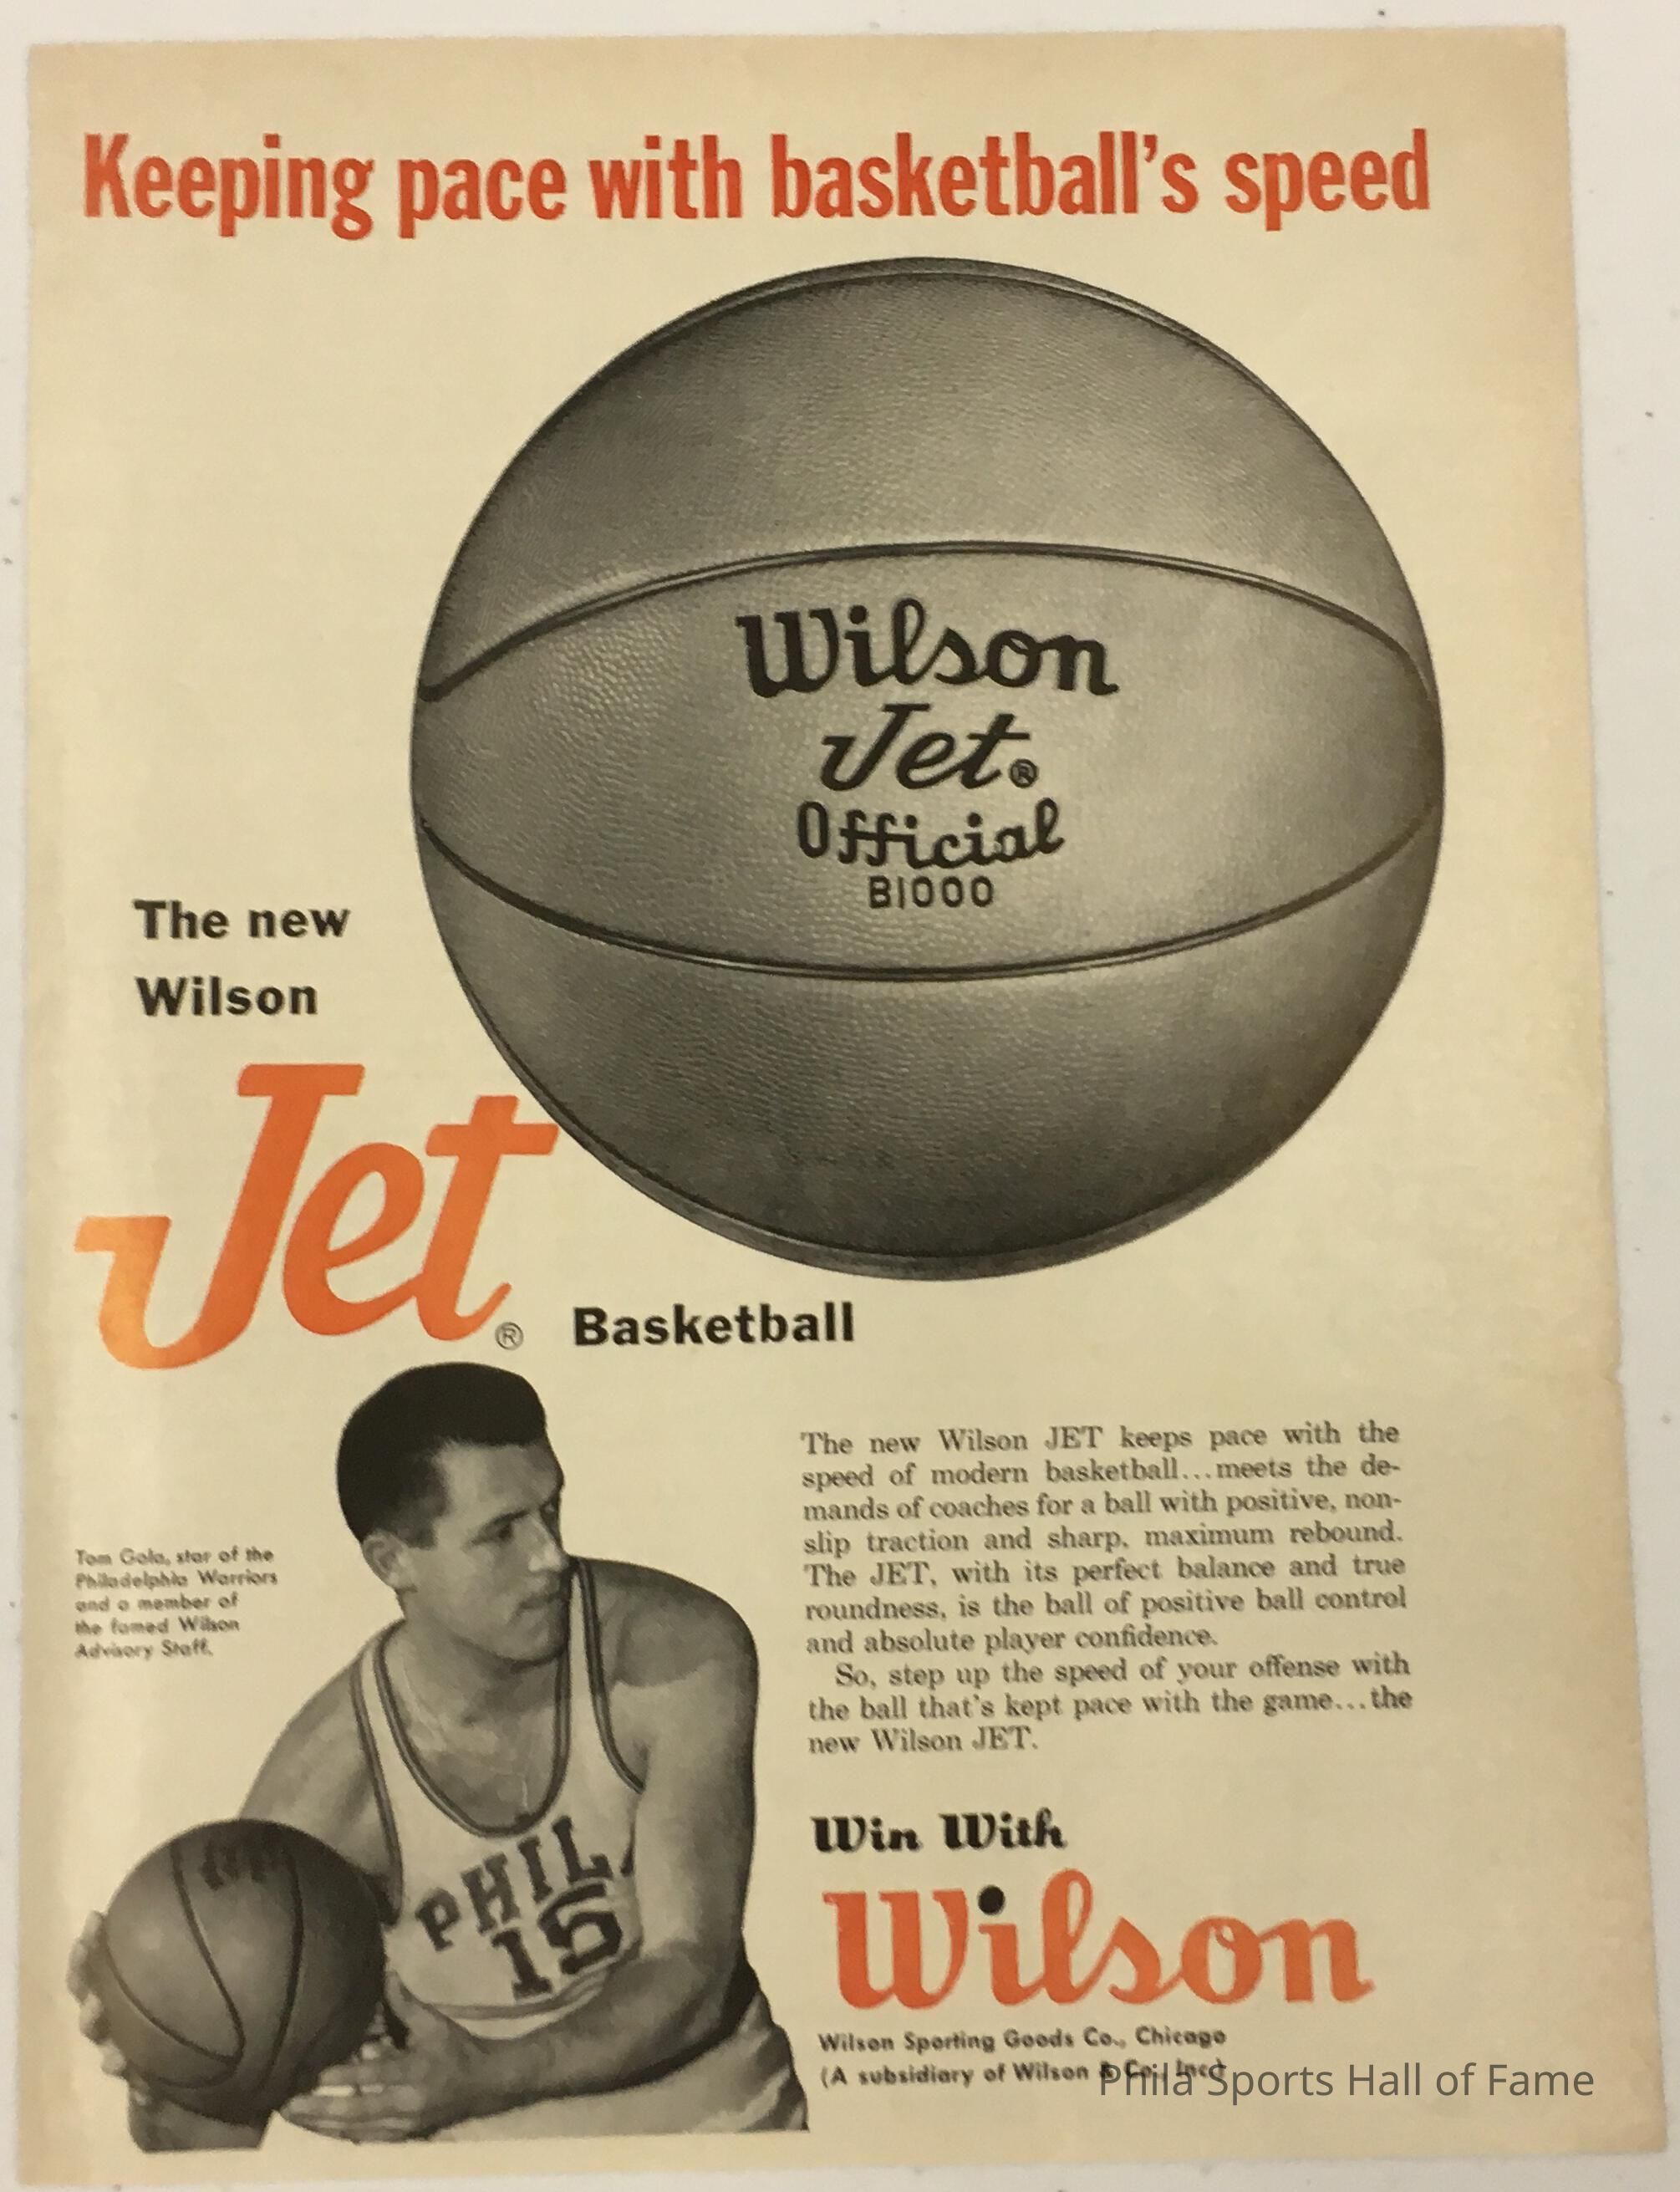 Keeping pace with basketball's speed
Wilson
Jet®
Official
B1000
The new
Wilson
Jet®
Basketball
Tom Gola, star of the
Philadelphia Warriors
and a member of
the famed Wilson
Advisory Staff.
PHIL.
15
The new Wilson JET keeps pace with the
speed of modern basketball...meets the de-
mands of coaches for a ball with positive, non-
slip traction and sharp, maximum rebound.
The JET, with its perfect balance and true
roundness, is the ball of positive ball control
and absolute player confidence.
So, step up the speed of your offense with
the ball that's kept pace with the game...the
new Wilson JET.
Win With
Wilson
Wilson Sporting Goods Co., Chicago
(A subsidiary of Wilson & Co., Inc.)
Phila Sports Hall of Fame